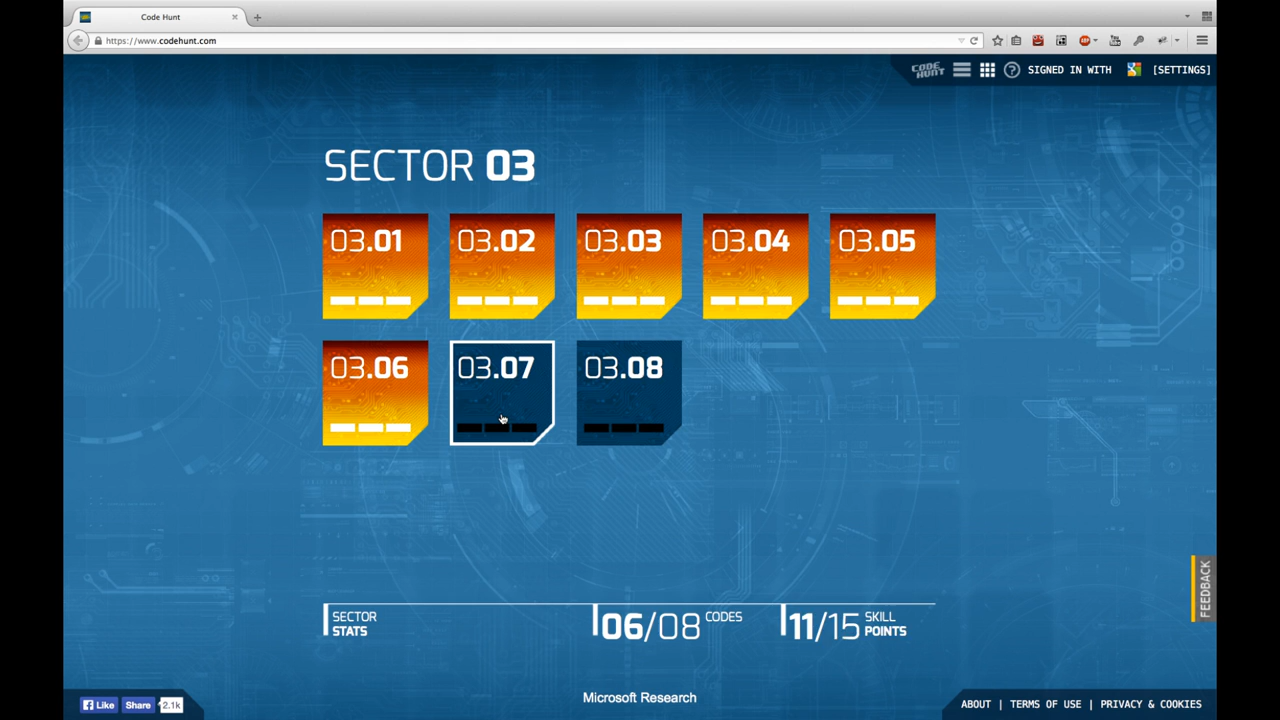 Code Hunt
https://www.codehunt.com
CODE HUNT SIGNED IN WITH [SETTINGS]
SECTOR 03
03.01 03.02 03.03 03.04 03.05
03.06 03.07 03.08
FEEDBACK
SECTOR STATS 06/08 CODES 11/15 SKILL POINTS
Microsoft Research
Like Share 2.1k ABOUT | TERMS OF USE | PRIVACY & COOKIES